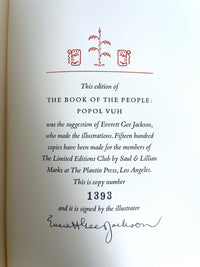 This edition of
THE BOOK OF THE PEOPLE:
POPOL VUH
was the suggestion of Everett Gee Jackson,
who made the illustrations. Fifteen hundred
copies have been made for the members of
The Limited Editions Club by Saul & Lillian
Marks at The Plantin Press, Los Angeles.
This is copy number
1393
and it is signed by the illustrator
Everett Gee Jackson